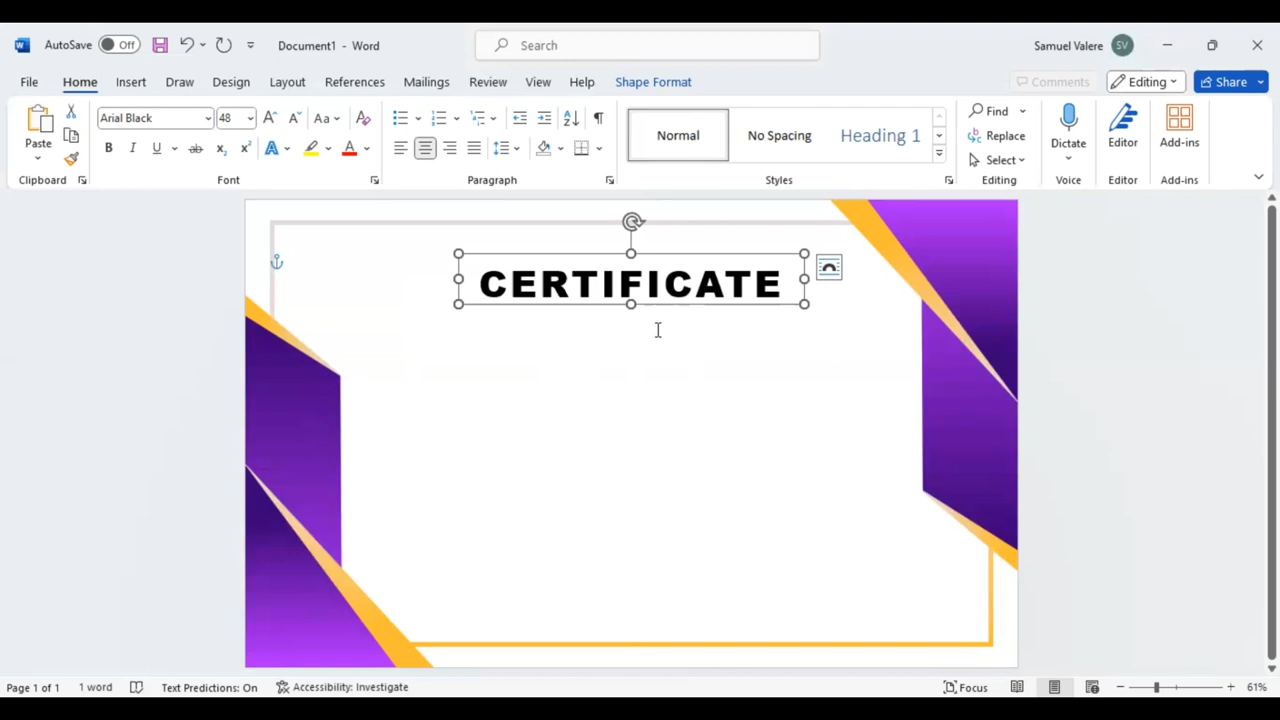 AutoSave Off Document1 - Word Search Samuel Valere SV
File Home Insert Draw Design Layout References Mailings Review View Help Shape Format Comments Editing Share
Paste Arial Black 48 Aa Normal No Spacing Heading 1 Find Replace Select Dictate Editor Add-ins
Clipboard Font Paragraph Styles Editing Voice Editor Add-ins
CERTIFICATE
Page 1 of 1 1 word Text Predictions: On Accessibility: Investigate Focus 61%